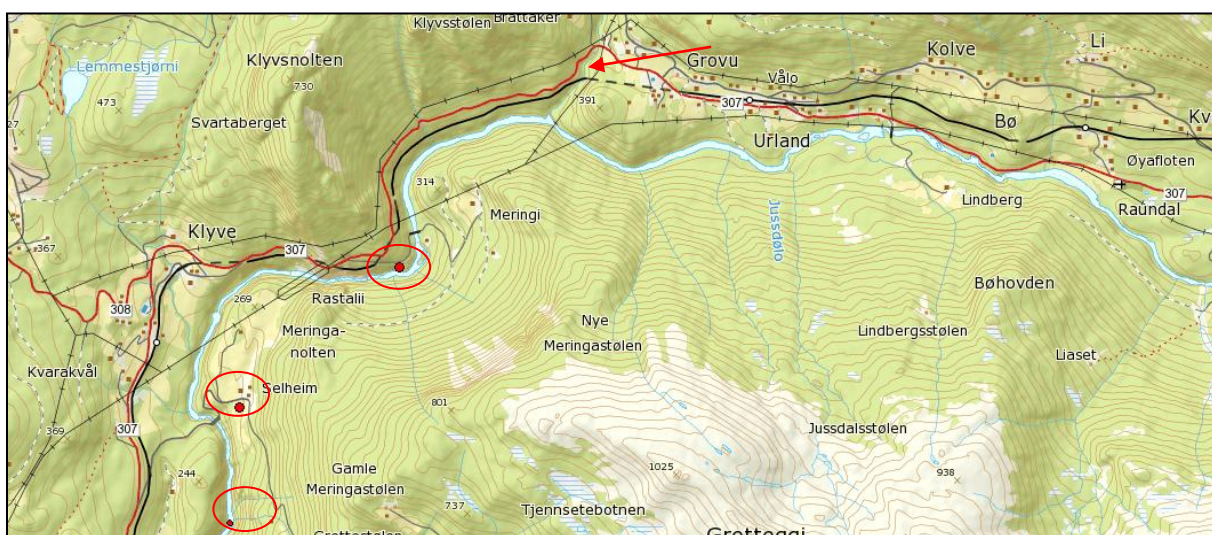 Klyvsstølen
Brattåker
Lemmestjørni
Klyvsnolten
Grovu
Kolve
Li
730
Vålo
473
391
307
Kv
27
Svartaberget
Urland
Bø
Øyafloten
314
307
Meringi
Lindberg
Raundal
Klyve
307
Jussdølo
367
Bøhovden
269
Rastalii
308
Nye
Meringastølen
Meringa-
nolten
Lindbergsstølen
Liaset
Kvarakvål
Selheim
801
307
369
Jussdalsstølen
244
Gamle
Meringastølen
1025
938
737
Tjennsetebotnen
Grotteggi